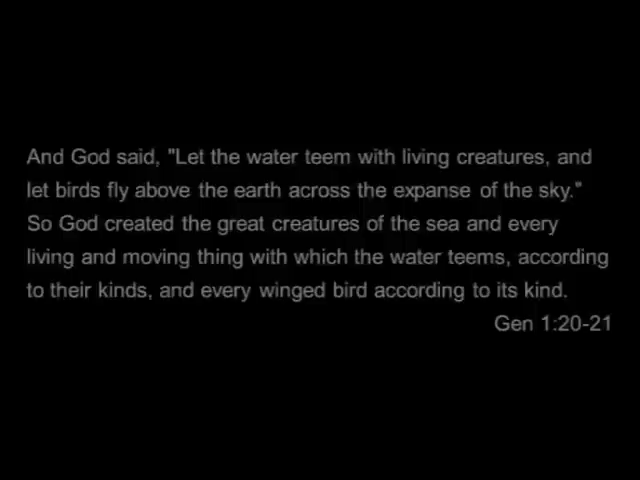 And God said, "Let the water teem with living creatures, and
let birds fly above the earth across the expanse of the sky."
So God created the great creatures of the sea and every
living and moving thing with which the water teems, according
to their kinds, and every winged bird according to its kind.
Gen 1:20-21